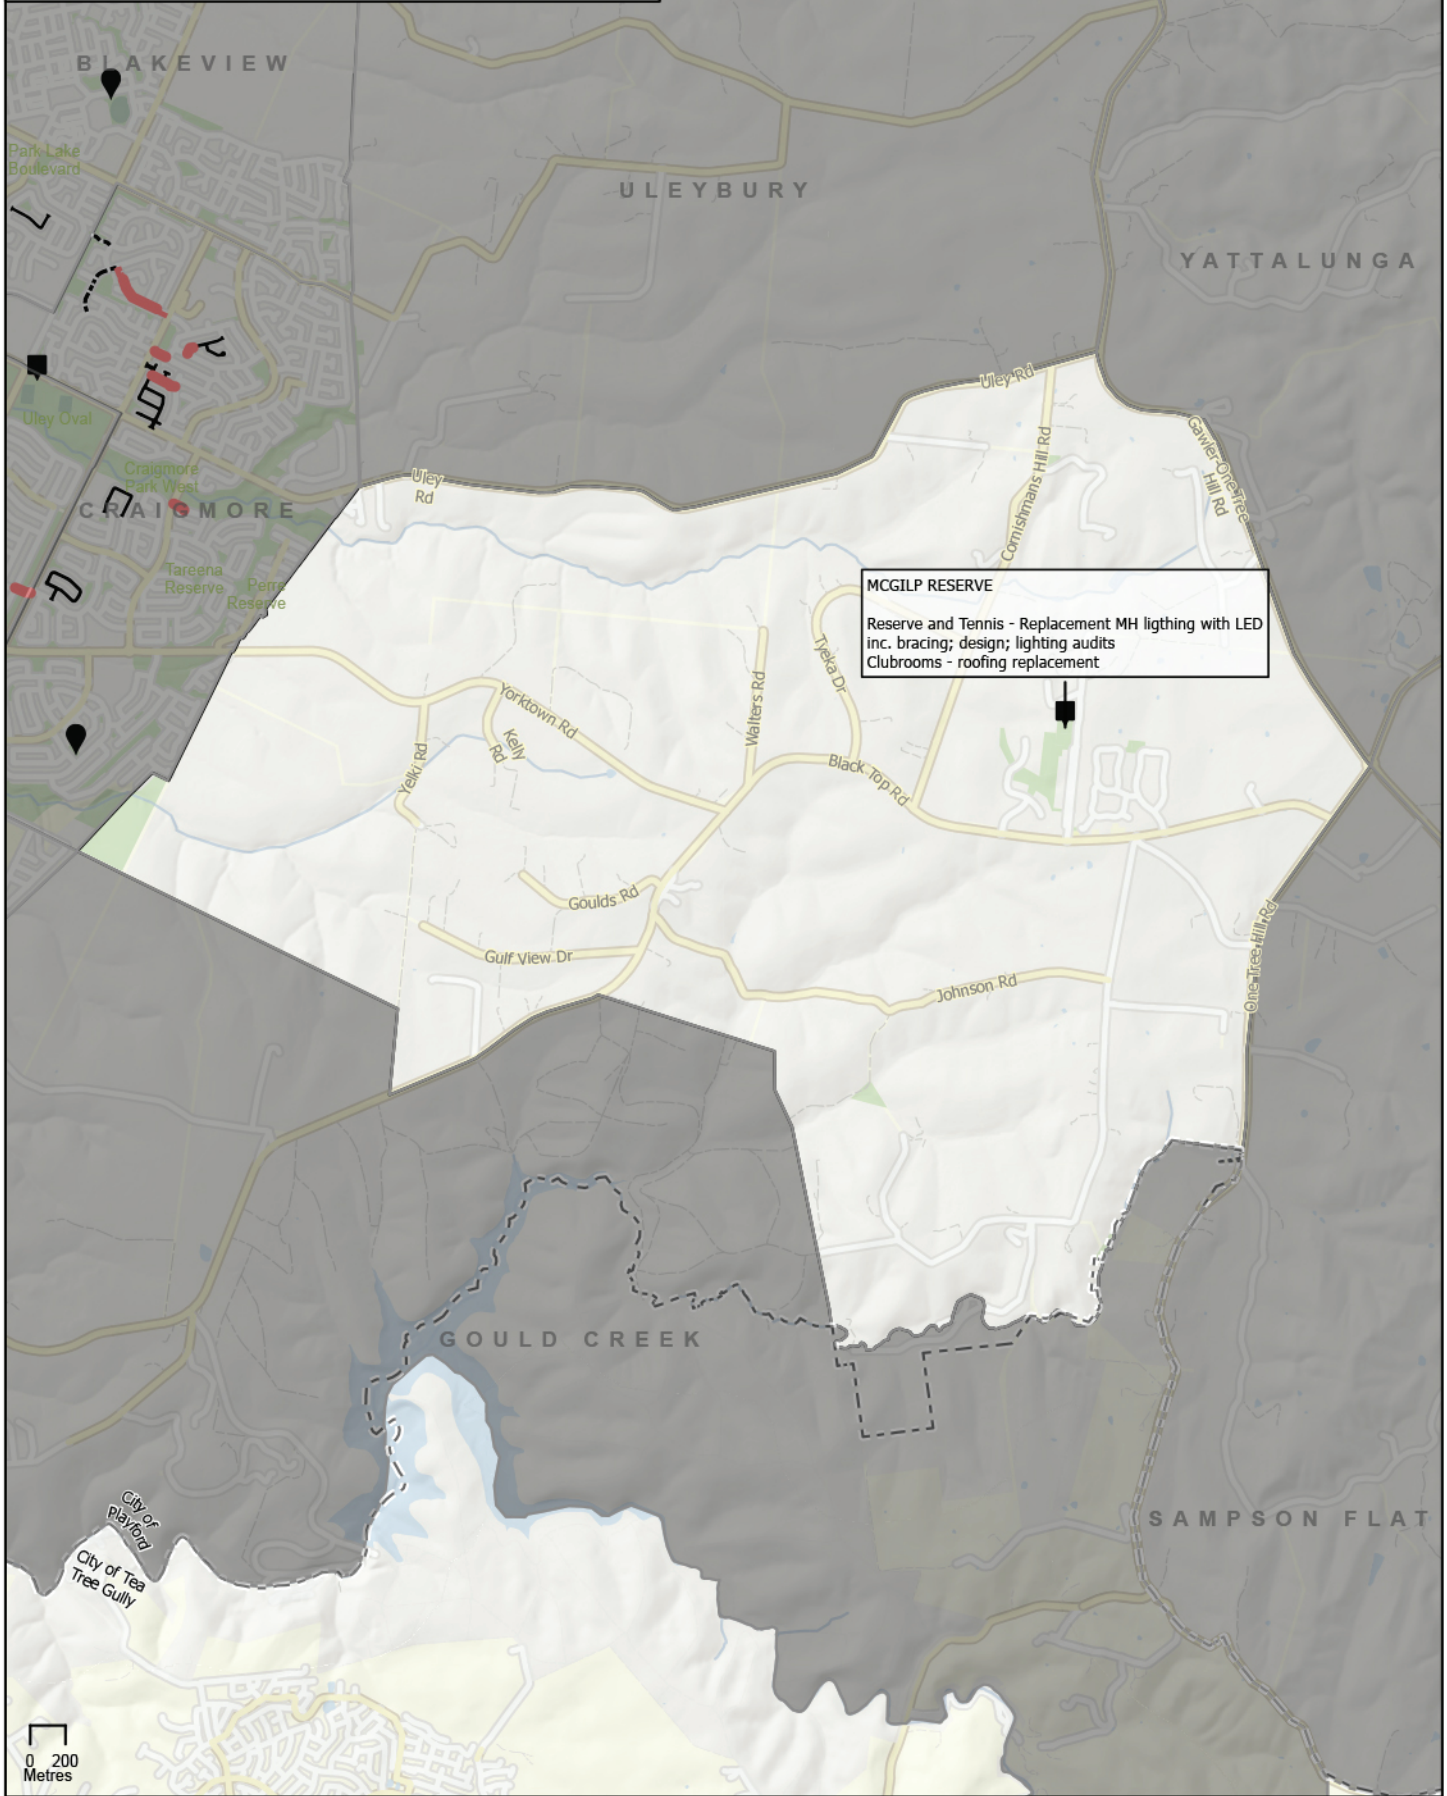 BLAKEVIEW
Park Lake
Boulevard
ULEYBURY
YATTALUNGA
Uley Rd
Uley Oval
Gawler-One Tree
Hill Rd
Cornishmans Hill Rd
Craigmore
Park West
Uley
Rd
CRAIGMORE
Tareena
Reserve
Perre
Reserve
MCGILP RESERVE
Reserve and Tennis - Replacement MH ligthing with LED
inc. bracing; design; lighting audits
Clubrooms - roofing replacement
Tyeka Dr
Walters Rd
Yorktown Rd
Kelly
Rd
Yelki Rd
Black Top Rd
Goulds Rd
One Tree Hill Rd
Gulf View Dr
Johnson Rd
GOULD CREEK
City of
Playford
City of Tea
Tree Gully
SAMPSON FLAT
0 200
Metres